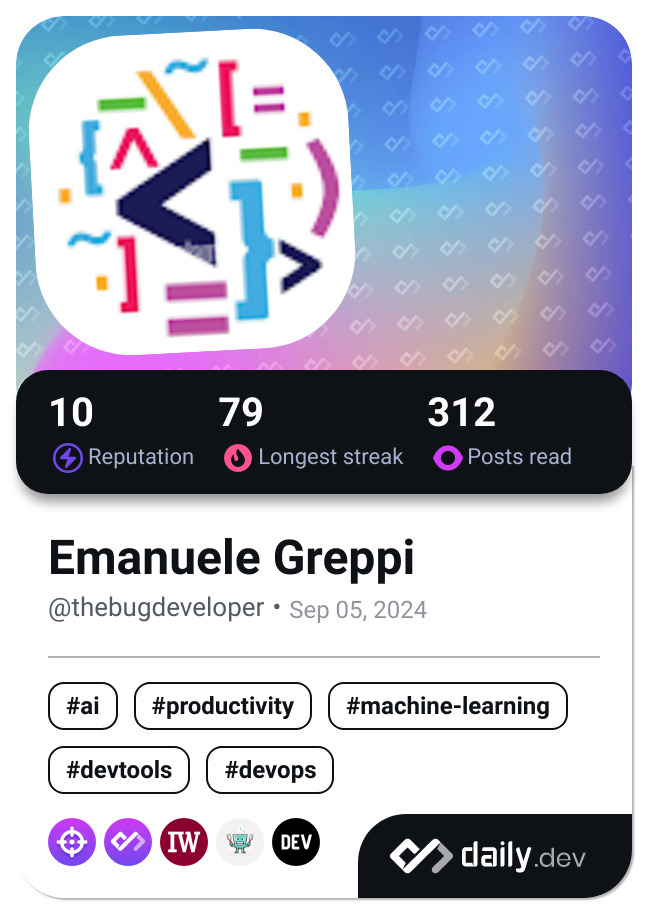 10 79 312
Reputation Longest streak Posts read
Emanuele Greppi
@thebugdeveloper • Sep 05, 2024
#ai #productivity #machine-learning
#devtools #devops
IW DEV
daily.dev